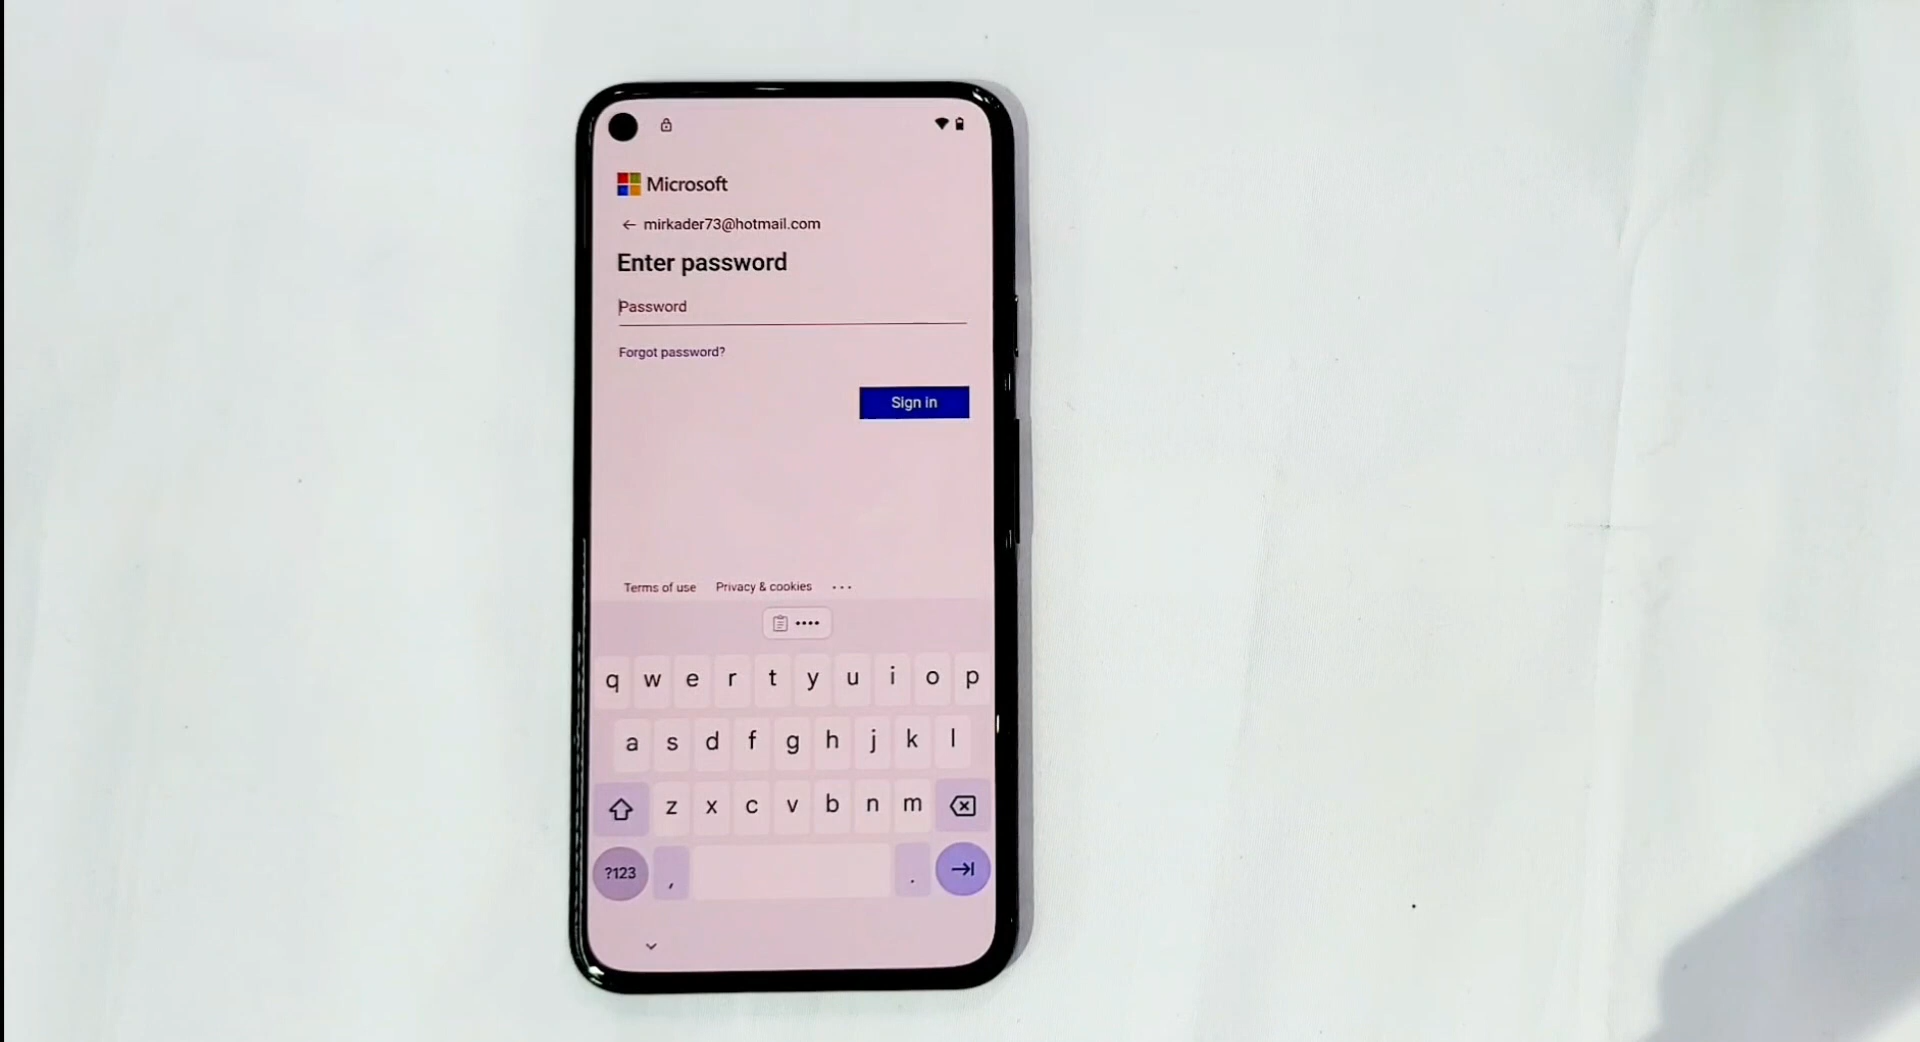 Microsoft
← mirkader73@hotmail.com
Enter password
Password
Forgot password?
Sign in
Terms of use Privacy & cookies ...
••••
q w e r t y u i o p
a s d f g h j k l
z x c v b n m
?123 , .